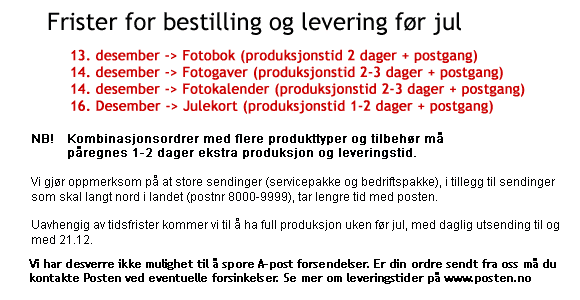 Frister for bestilling og levering før jul
13. desember -> Fotobok (produksjonstid 2 dager + postgang)
14. desember -> Fotogaver (produksjonstid 2-3 dager + postgang)
14. desember -> Fotokalender (produksjonstid 2-3 dager + postgang)
16. Desember -> Julekort (produksjonstid 1-2 dager + postgang)
NB! Kombinasjonsordrer med flere produkttyper og tilbehør må
påregnes 1-2 dager ekstra produksjon og leveringstid.
Vi gjør oppmerksom på at store sendinger (servicepakke og bedriftspakke), i tillegg til sendinger
som skal langt nord i landet (postnr 8000-9999), tar lengre tid med posten.
Uavhengig av tidsfrister kommer vi til å ha full produksjon uken før jul, med daglig utsending til og
med 21.12.
Vi har desverre ikke mulighet til å spore A-post forsendelser. Er din ordre sendt fra oss må du
kontakte Posten ved eventuelle forsinkelser. Se mer om leveringstider på www.posten.no